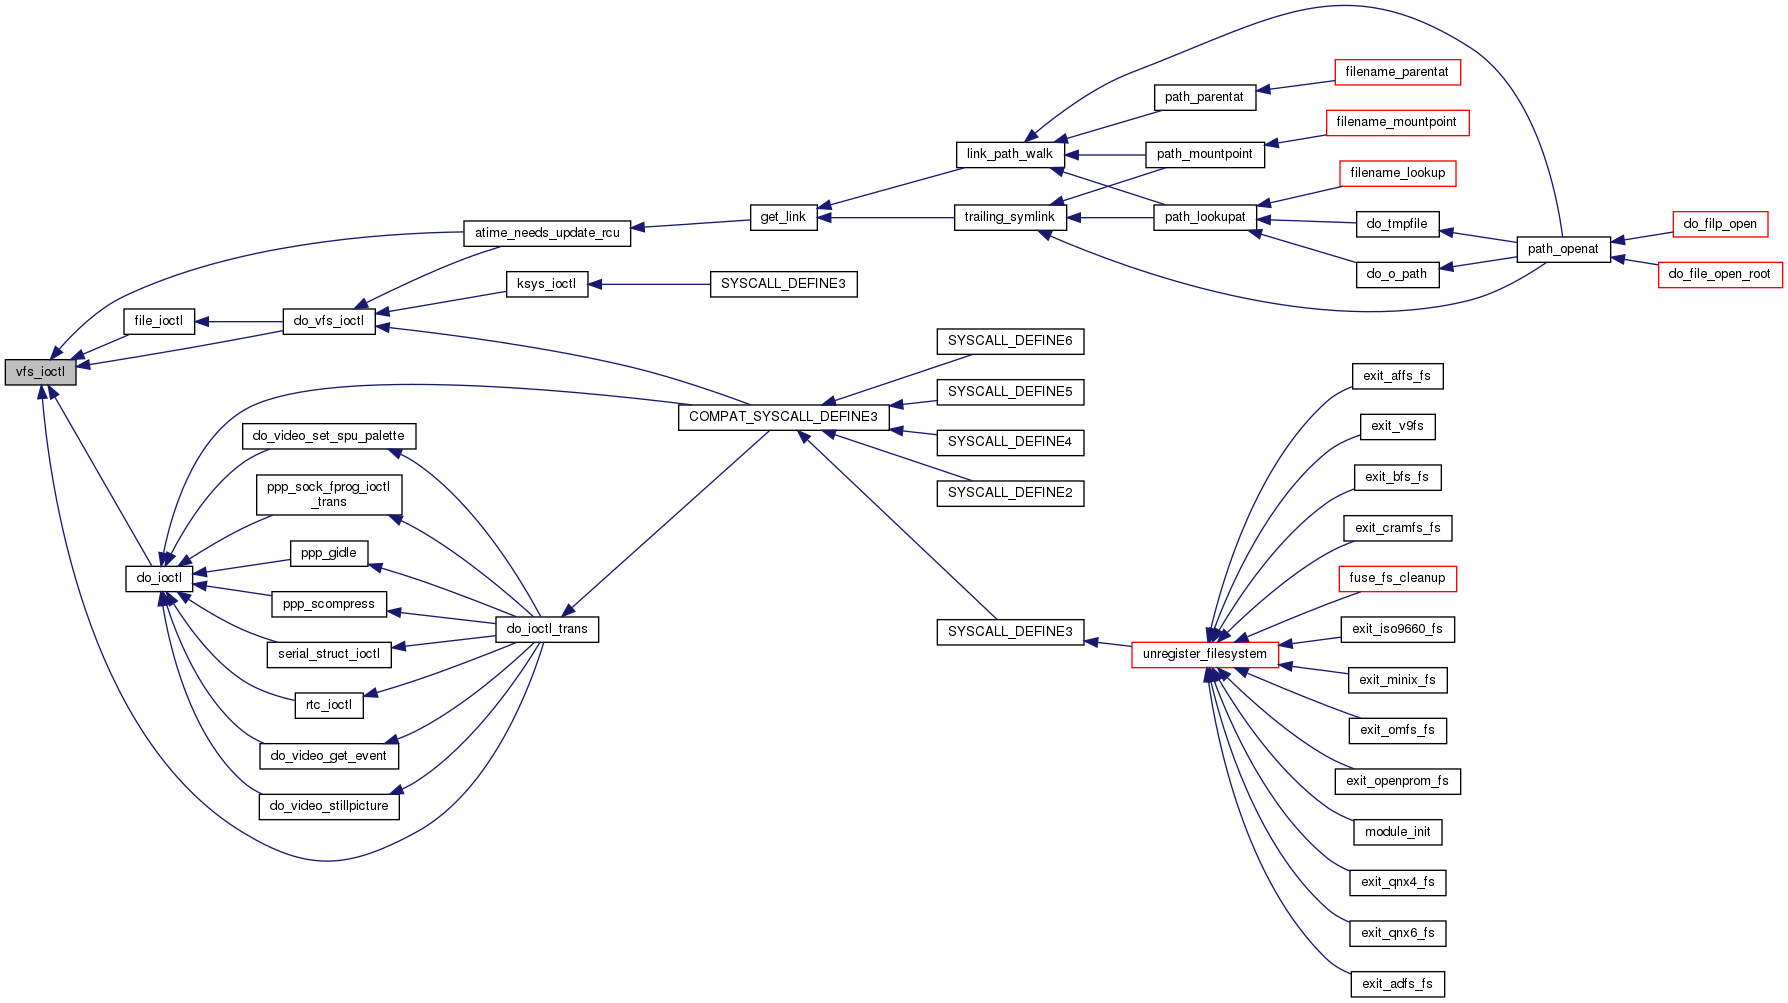 filename_parentat
path_parentat
filename_mountpoint
link_path_walk
path_mountpoint
filename_lookup
get_link
trailing_symlink
path_lookupat
do_tmpfile
do_filp_open
atime_needs_update_rcu
path_openat
do_o_path
do_file_open_root
ksys_ioctl
SYSCALL_DEFINE3
file_ioctl
do_vfs_ioctl
SYSCALL_DEFINE6
vfs_ioctl
exit_affs_fs
SYSCALL_DEFINE5
COMPAT_SYSCALL_DEFINE3
exit_v9fs
do_video_set_spu_palette
SYSCALL_DEFINE4
exit_bfs_fs
ppp_sock_fprog_ioctl
_trans
SYSCALL_DEFINE2
exit_cramfs_fs
ppp_gidle
do_ioctl
fuse_fs_cleanup
ppp_scompress
do_ioctl_trans
SYSCALL_DEFINE3
exit_iso9660_fs
serial_struct_ioctl
unregister_filesystem
exit_minix_fs
rtc_ioctl
exit_omfs_fs
do_video_get_event
exit_openprom_fs
do_video_stillpicture
module_init
exit_qnx4_fs
exit_qnx6_fs
exit_adfs_fs